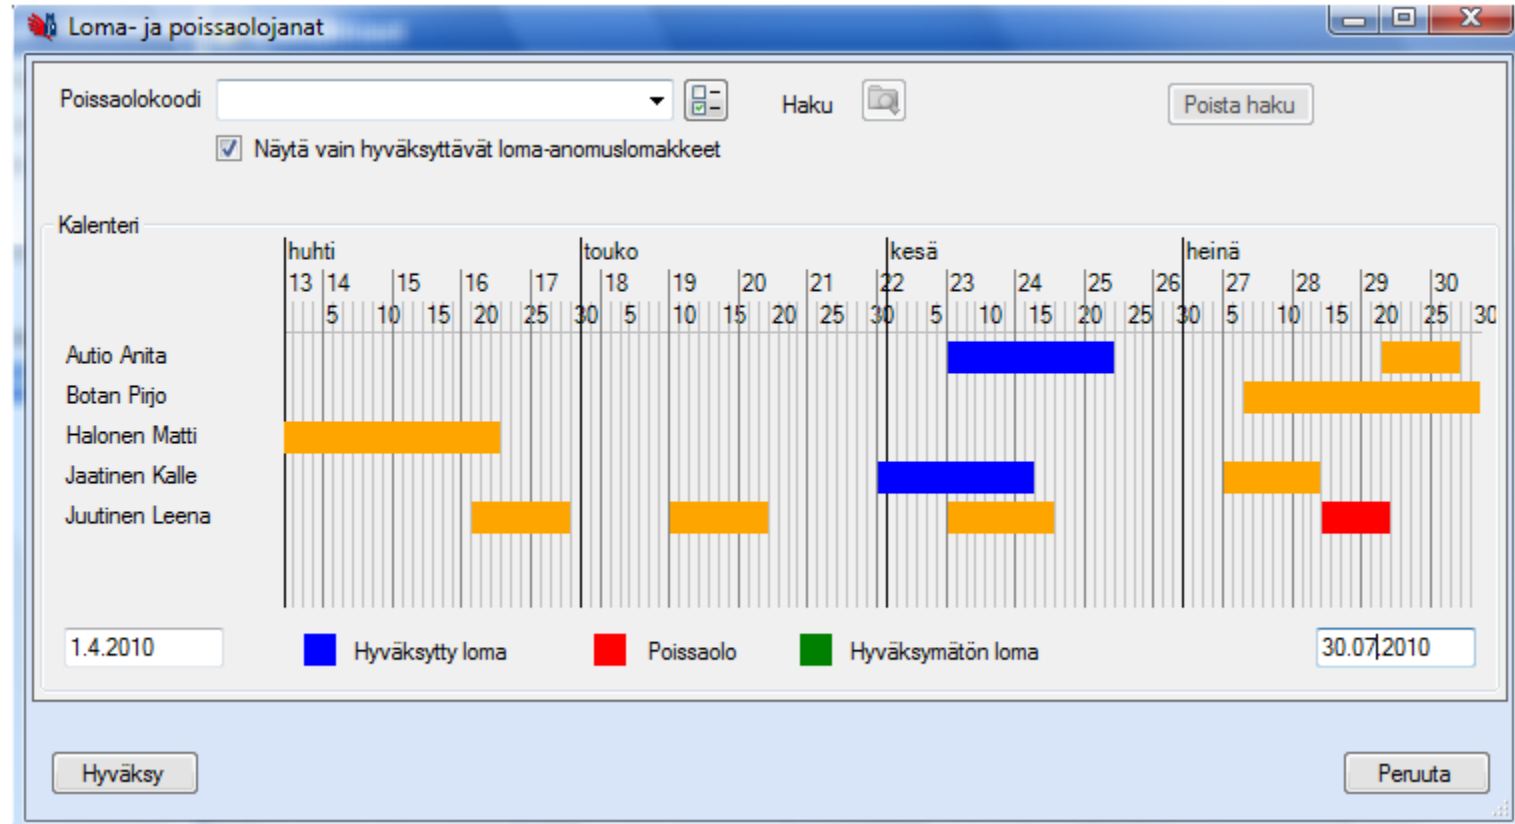 Loma- ja poissaolojanat
Poissaolokoodi Haku Poista haku
Näytä vain hyväksyttävät loma-anomuslomakkeet
Kalenteri
huhti touko kesä heinä
13 14 15 16 17 18 19 20 21 22 23 24 25 26 27 28 29 30
5 10 15 20 25 30 5 10 15 20 25 30 5 10 15 20 25 30 5 10 15 20 25 30
Autio Anita
Botan Pirjo
Halonen Matti
Jaatinen Kalle
Juutinen Leena
1.4.2010 Hyväksytty loma Poissaolo Hyväksymätön loma 30.07.2010
Hyväksy Peruuta